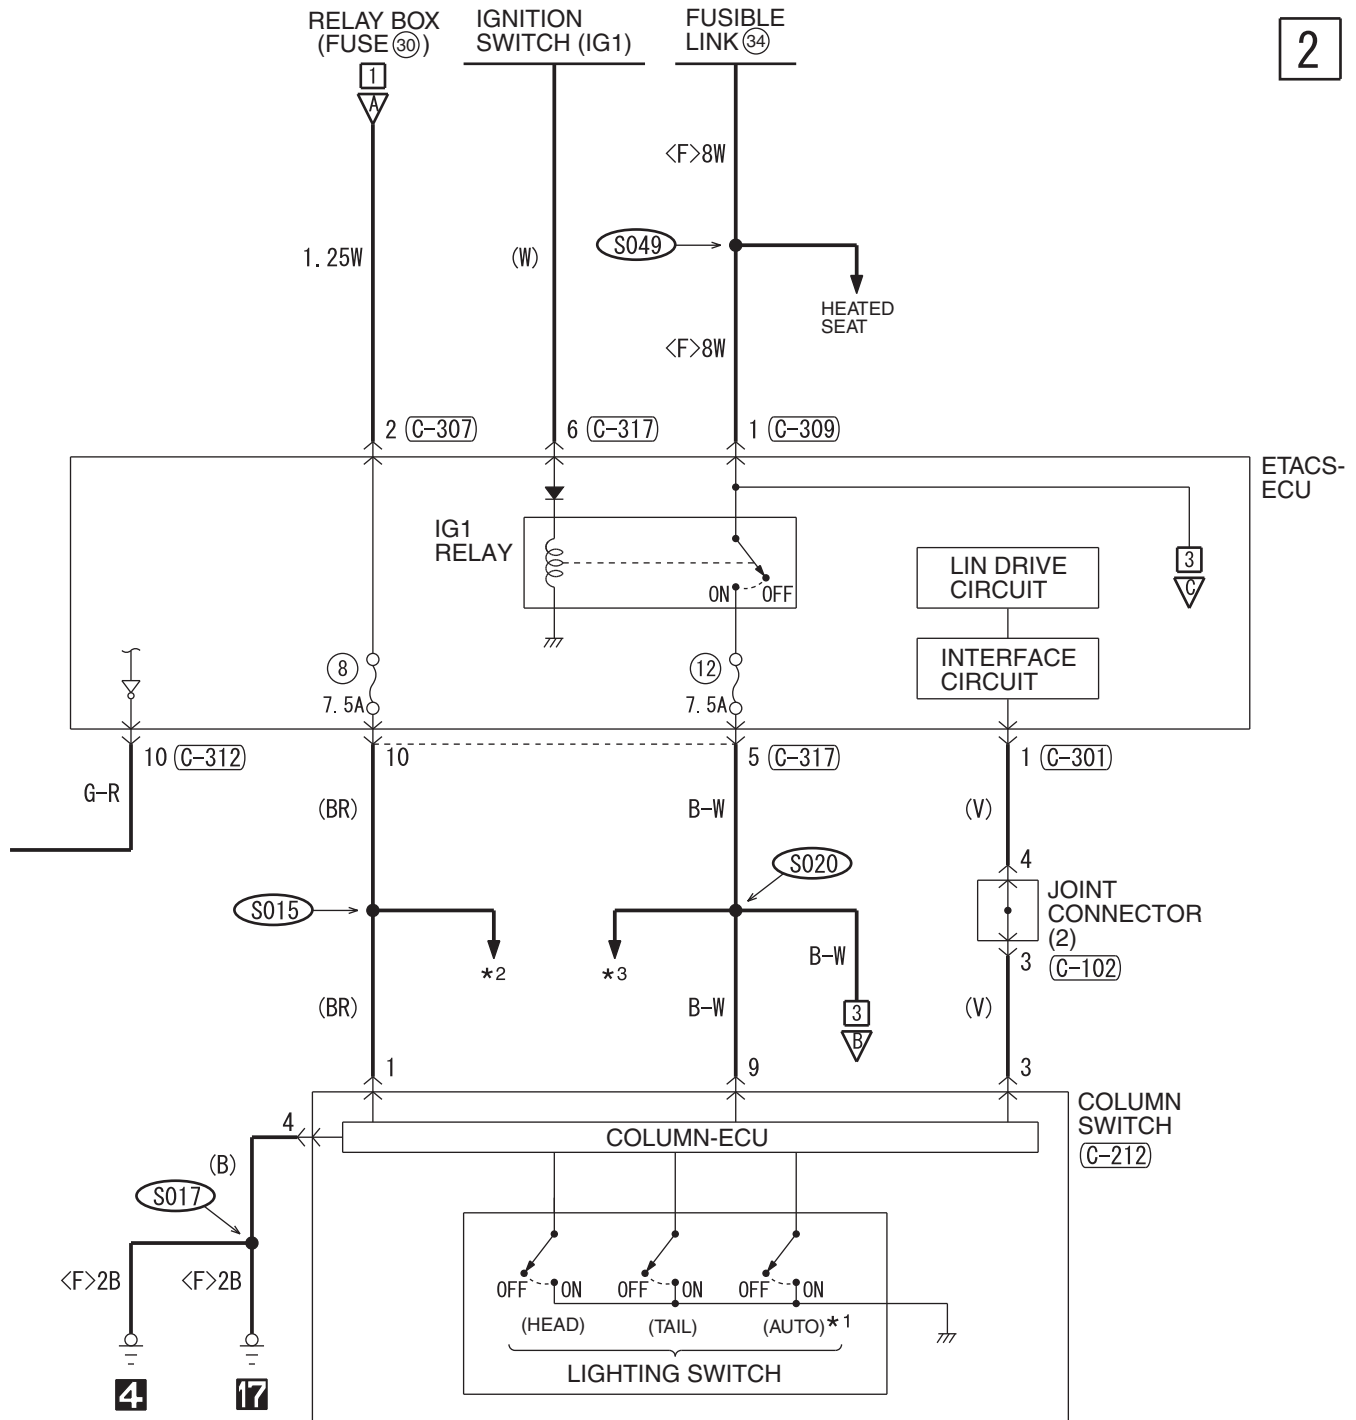 RELAY BOX
(FUSE 30)
IGNITION
SWITCH (IG1)
FUSIBLE
LINK 34
2
1
A
<F>8W
1.25W
(W)
S049
HEATED
SEAT
<F>8W
2 (C-307)
6 (C-317)
1 (C-309)
ETACS-
ECU
IG1
RELAY
ON OFF
LIN DRIVE
CIRCUIT
3
C
INTERFACE
CIRCUIT
8
7.5A
12
7.5A
10 (C-312)
10
5 (C-317)
1 (C-301)
G-R
(BR)
B-W
(V)
S015
S020
4
JOINT
CONNECTOR
(2)
3 (C-102)
*2
*3
B-W
(BR)
B-W
3
B
(V)
1
9
3
COLUMN
SWITCH
(C-212)
4
COLUMN-ECU
(B)
S017
<F>2B
<F>2B
OFF ON
OFF ON
OFF ON
(HEAD)
(TAIL)
(AUTO)*1
LIGHTING SWITCH
4
17